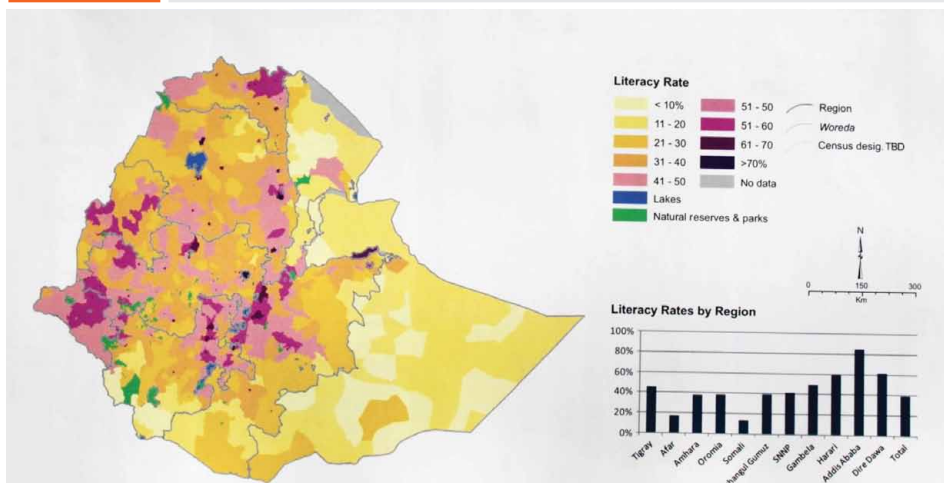 Literacy Rate
< 10%
11 - 20
21 - 30
31 - 40
41 - 50
Lakes
Natural reserves & parks
51 - 50
51 - 60
61 - 70
>70%
No data
Region
Woreda
Census desig. TBD
N
0 150 300
Km
Literacy Rates by Region
100%
80%
60%
40%
20%
0%
Tigray
Afar
Amhara
Oromia
Somali
hangul Gumuz
SNNP
Gambela
Harari
Addis Ababa
Dire Dawa
Total